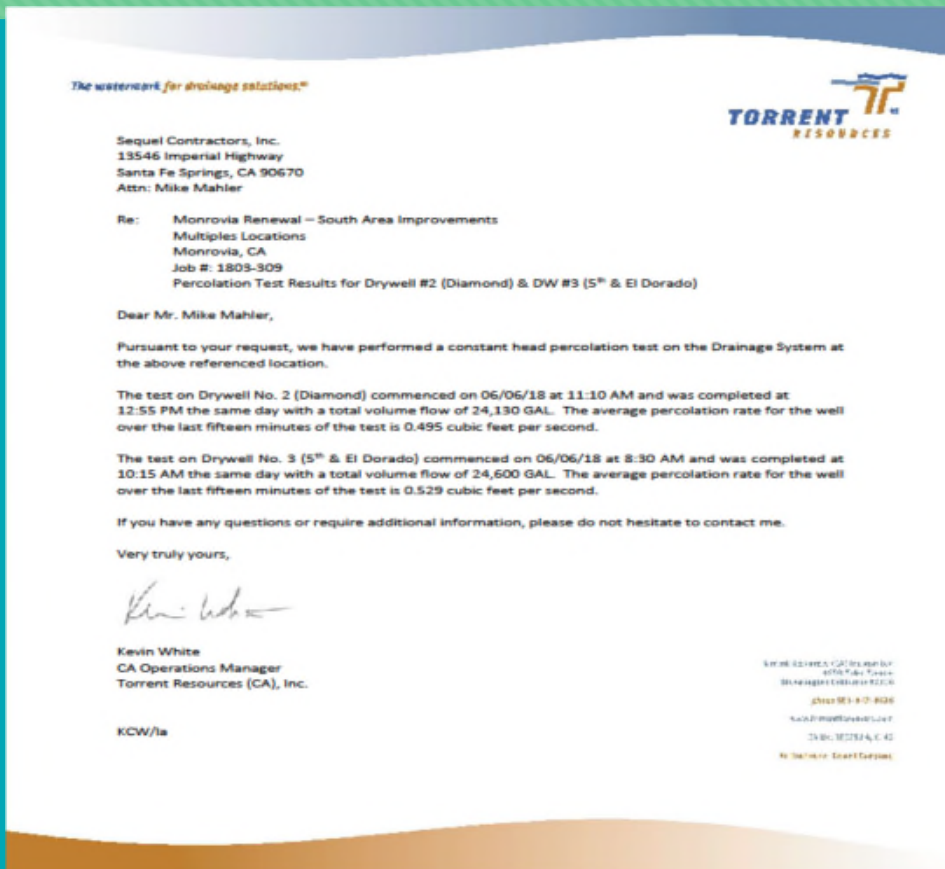 The watermark for drainage solutions.
TORRENT
RESOURCES
Sequel Contractors, Inc.
13546 Imperial Highway
Santa Fe Springs, CA 90670
Attn: Mike Mahler
Re: Monrovia Renewal – South Area Improvements
Multiples Locations
Monrovia, CA
Job #: 1803-309
Percolation Test Results for Drywell #2 (Diamond) & DW #3 (5th & El Dorado)
Dear Mr. Mike Mahler,
Pursuant to your request, we have performed a constant head percolation test on the Drainage System at
the above referenced location.
The test on Drywell No. 2 (Diamond) commenced on 06/06/18 at 11:10 AM and was completed at
12:55 PM the same day with a total volume flow of 24,130 GAL. The average percolation rate for the well
over the last fifteen minutes of the test is 0.495 cubic feet per second.
The test on Drywell No. 3 (5th & El Dorado) commenced on 06/06/18 at 8:30 AM and was completed at
10:15 AM the same day with a total volume flow of 24,600 GAL. The average percolation rate for the well
over the last fifteen minutes of the test is 0.529 cubic feet per second.
If you have any questions or require additional information, please do not hesitate to contact me.
Very truly yours,
Kevin White
CA Operations Manager
Torrent Resources (CA), Inc.
KCW/la
phone